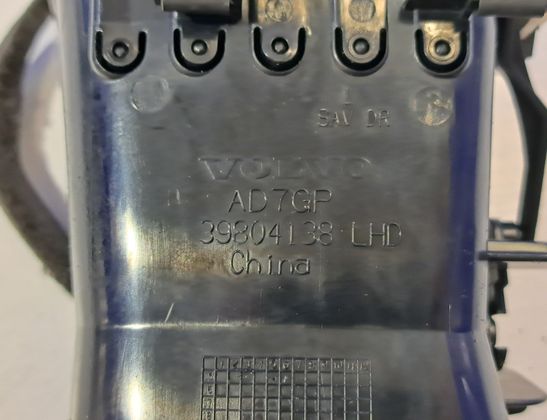 SAV DR
VOLVO
AD7GP
39804138 LHD
China